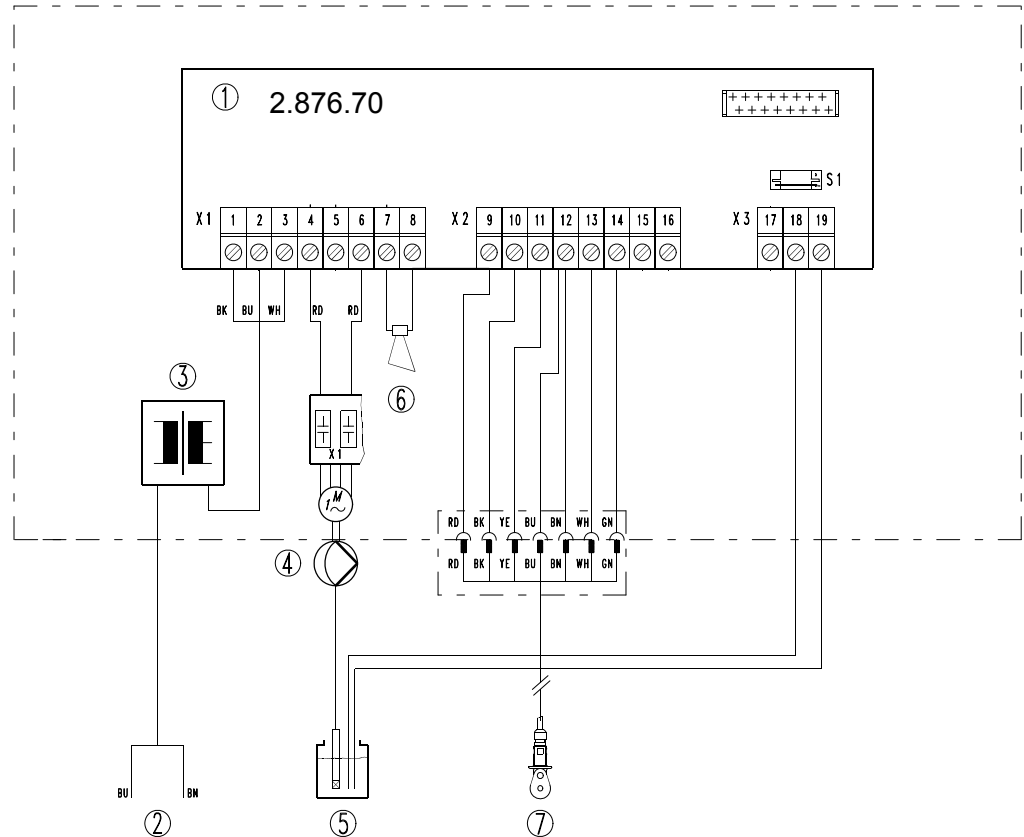 ① 2.876.70
S1
X1 1 2 3 4 5 6 7 8 X2 9 10 11 12 13 14 15 16 X3 17 18 19
BK BU WH RD RD
③
⑥
X1
M
1~
RD BK YE BU BN WH GN
④
RD BK YE BU BN WH GN
BU BN
② ⑤ ⑦